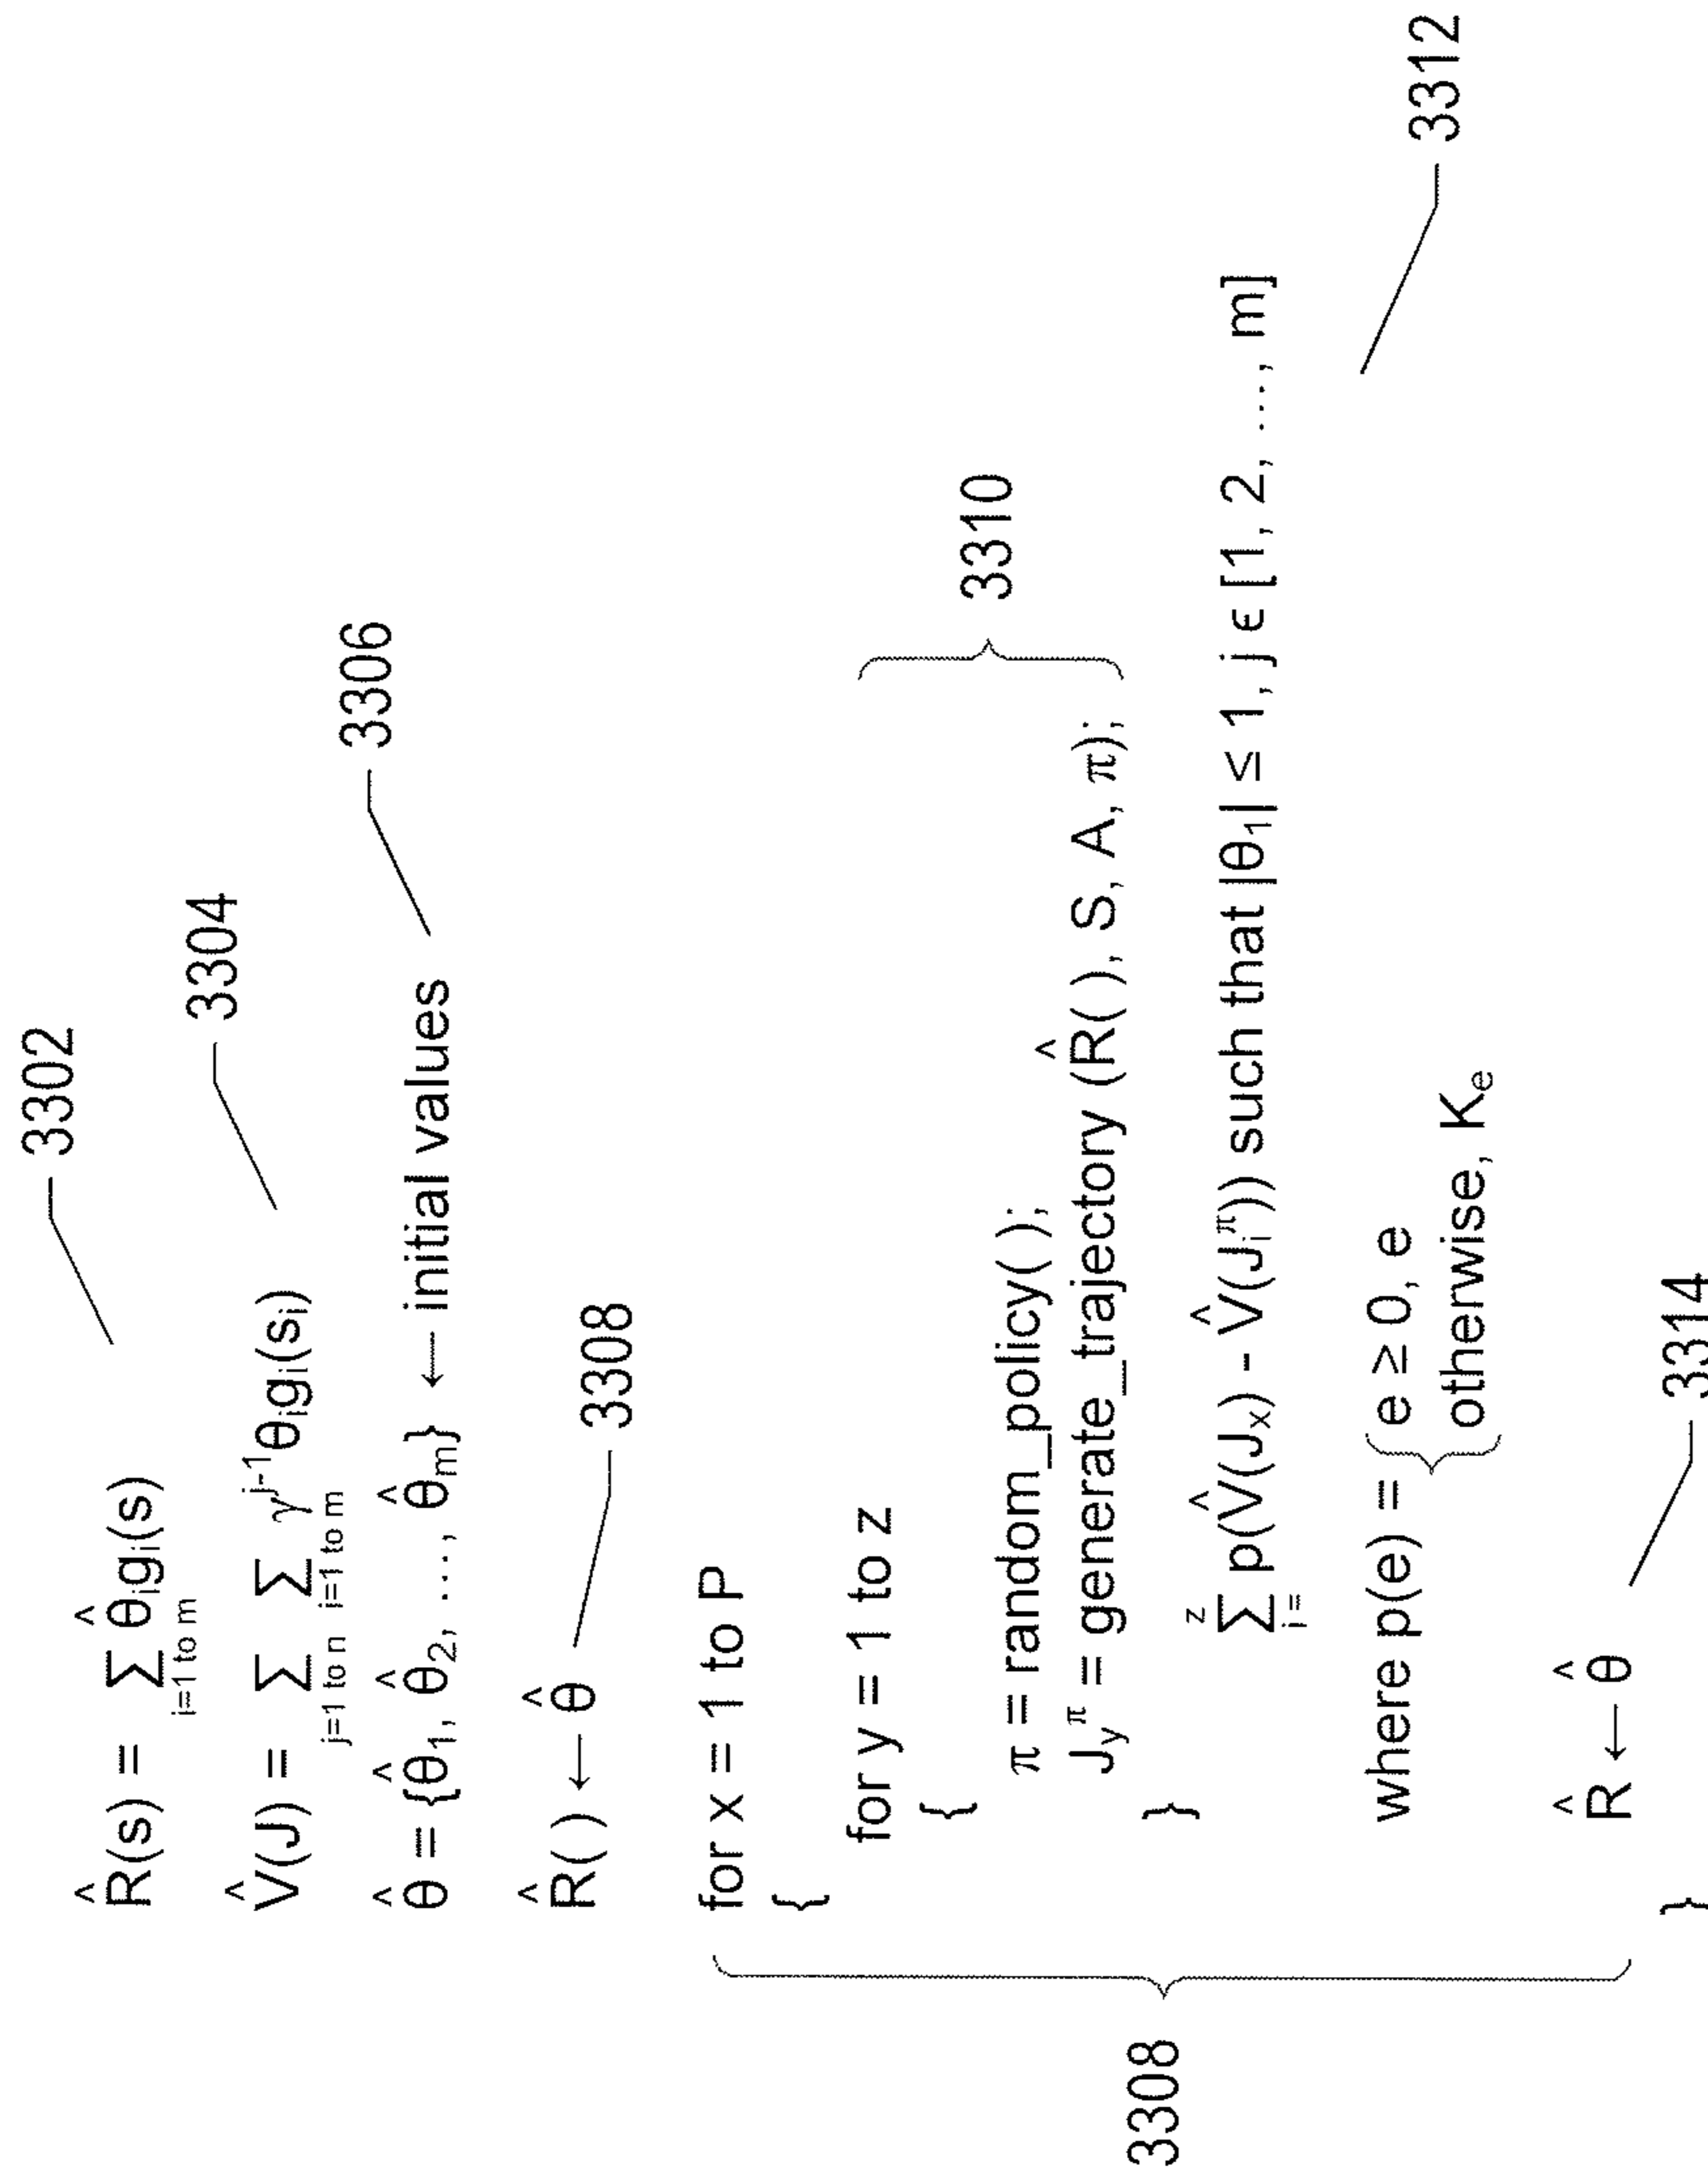 R̂(s) = Σ_{i=1 to m} θ̂_i g_i(s) 3302
V̂(J) = Σ_{j=1 to n} Σ_{i=1 to m} γ^{j-1} θ_i g_i(s_i) 3304
θ̂ = {θ̂_1, θ̂_2, ..., θ̂_m} ← initial values 3306
R̂( ) ← θ̂ 3308
for x = 1 to P
{
for y = 1 to z
{
π = random_policy( );
J_y^π = generate_trajectory (R̂( ), S, A, π);
3310
}
Σ_{i=}^{z} p(V̂(J_x) - V̂(J_i^π)) such that |θ_1| ≤ 1, j ϵ [1, 2, ..., m]
3312
where p(e) = { e ≥ 0, e
otherwise, K_e
R̂ ← θ̂ 3314
}
3308